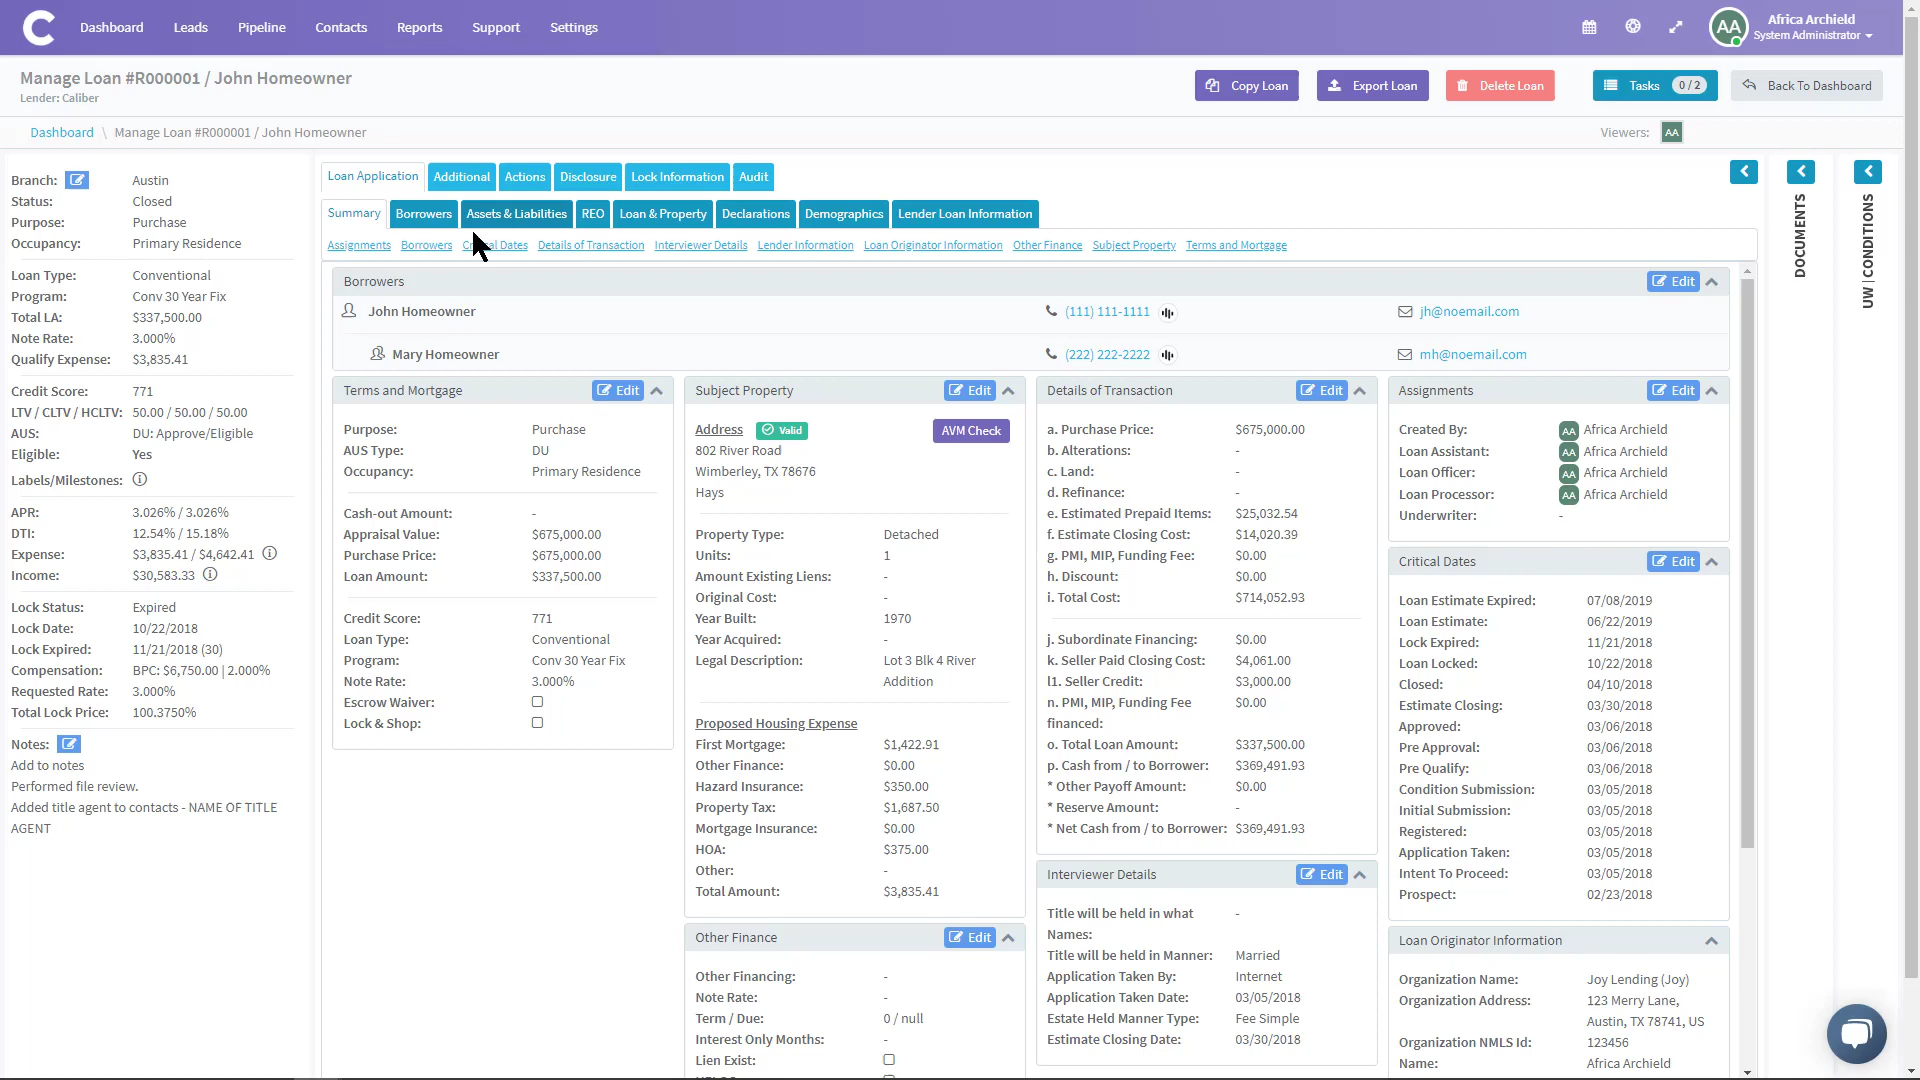 Dashboard Leads Pipeline Contacts Reports Support Settings
AA Africa Archield
System Administrator
Manage Loan #R000001 / John Homeowner
Lender: Caliber
Copy Loan Export Loan Delete Loan Tasks 0 / 2 Back To Dashboard
Dashboard \ Manage Loan #R000001 / John Homeowner
Viewers: AA
Branch: Austin
Status: Closed
Purpose: Purchase
Occupancy: Primary Residence
Loan Type: Conventional
Program: Conv 30 Year Fix
Total LA: $337,500.00
Note Rate: 3.000%
Qualify Expense: $3,835.41
Credit Score: 771
LTV / CLTV / HCLTV: 50.00 / 50.00 / 50.00
AUS: DU: Approve/Eligible
Eligible: Yes
Labels/Milestones:
APR: 3.026% / 3.026%
DTI: 12.54% / 15.18%
Expense: $3,835.41 / $4,642.41
Income: $30,583.33
Lock Status: Expired
Lock Date: 10/22/2018
Lock Expired: 11/21/2018 (30)
Compensation: BPC: $6,750.00 | 2.000%
Requested Rate: 3.000%
Total Lock Price: 100.3750%
Notes:
Add to notes
Performed file review.
Added title agent to contacts - NAME OF TITLE
AGENT
Loan Application Additional Actions Disclosure Lock Information Audit
Summary Borrowers Assets & Liabilities REO Loan & Property Declarations Demographics Lender Loan Information
Assignments Borrowers Dates Details of Transaction Interviewer Details Lender Information Loan Originator Information Other Finance Subject Property Terms and Mortgage
Borrowers Edit
John Homeowner (111) 111-1111 jh@noemail.com
Mary Homeowner (222) 222-2222 mh@noemail.com
Terms and Mortgage Edit
Purpose: Purchase
AUS Type: DU
Occupancy: Primary Residence
Cash-out Amount: -
Appraisal Value: $675,000.00
Purchase Price: $675,000.00
Loan Amount: $337,500.00
Credit Score: 771
Loan Type: Conventional
Program: Conv 30 Year Fix
Note Rate: 3.000%
Escrow Waiver:
Lock & Shop:
Subject Property Edit
Address Valid AVM Check
802 River Road
Wimberley, TX 78676
Hays
Property Type: Detached
Units: 1
Amount Existing Liens: -
Original Cost: -
Year Built: 1970
Year Acquired: -
Legal Description: Lot 3 Blk 4 River
Addition
Proposed Housing Expense
First Mortgage: $1,422.91
Other Finance: $0.00
Hazard Insurance: $350.00
Property Tax: $1,687.50
Mortgage Insurance: $0.00
HOA: $375.00
Other: -
Total Amount: $3,835.41
Other Finance Edit
Other Financing: -
Note Rate: -
Term / Due: 0 / null
Interest Only Months: -
Lien Exist:
Details of Transaction Edit
a. Purchase Price: $675,000.00
b. Alterations: -
c. Land: -
d. Refinance: -
e. Estimated Prepaid Items: $25,032.54
f. Estimate Closing Cost: $14,020.39
g. PMI, MIP, Funding Fee: $0.00
h. Discount: $0.00
i. Total Cost: $714,052.93
j. Subordinate Financing: $0.00
k. Seller Paid Closing Cost: $4,061.00
l1. Seller Credit: $3,000.00
n. PMI, MIP, Funding Fee $0.00
financed:
o. Total Loan Amount: $337,500.00
p. Cash from / to Borrower: $369,491.93
* Other Payoff Amount: $0.00
* Reserve Amount: -
* Net Cash from / to Borrower: $369,491.93
Interviewer Details Edit
Title will be held in what -
Names:
Title will be held in Manner: Married
Application Taken By: Internet
Application Taken Date: 03/05/2018
Estate Held Manner Type: Fee Simple
Estimate Closing Date: 03/30/2018
Assignments Edit
Created By: AA Africa Archield
Loan Assistant: AA Africa Archield
Loan Officer: AA Africa Archield
Loan Processor: AA Africa Archield
Underwriter: -
Critical Dates Edit
Loan Estimate Expired: 07/08/2019
Loan Estimate: 06/22/2019
Lock Expired: 11/21/2018
Loan Locked: 10/22/2018
Closed: 04/10/2018
Estimate Closing: 03/30/2018
Approved: 03/06/2018
Pre Approval: 03/06/2018
Pre Qualify: 03/06/2018
Condition Submission: 03/05/2018
Initial Submission: 03/05/2018
Registered: 03/05/2018
Application Taken: 03/05/2018
Intent To Proceed: 03/05/2018
Prospect: 02/23/2018
Loan Originator Information
Organization Name: Joy Lending (Joy)
Organization Address: 123 Merry Lane,
Austin, TX 78741, US
Organization NMLS Id: 123456
Name: Africa Archield
DOCUMENTS
UW | CONDITIONS